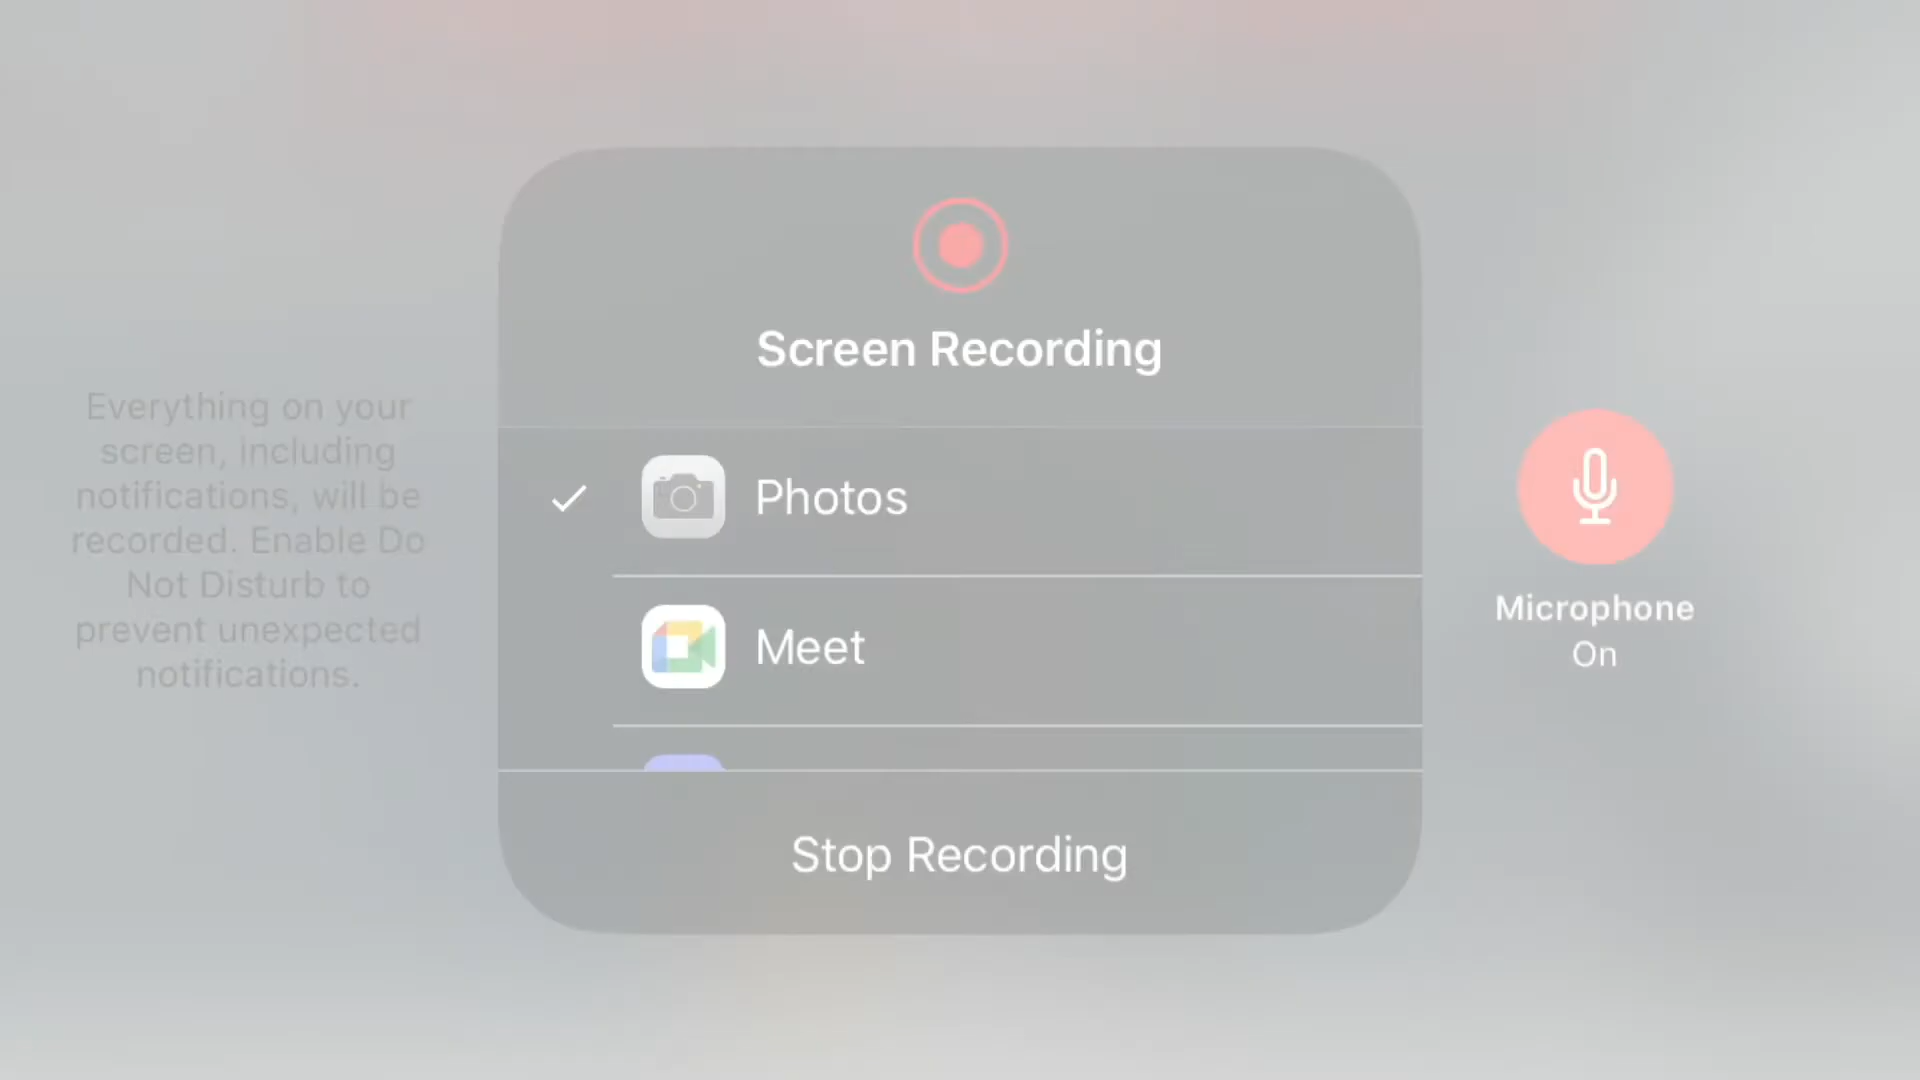 Everything on your
screen, including
notifications, will be
recorded. Enable Do
Not Disturb to
prevent unexpected
notifications.
Screen Recording
Photos
Meet
Stop Recording
Microphone
On